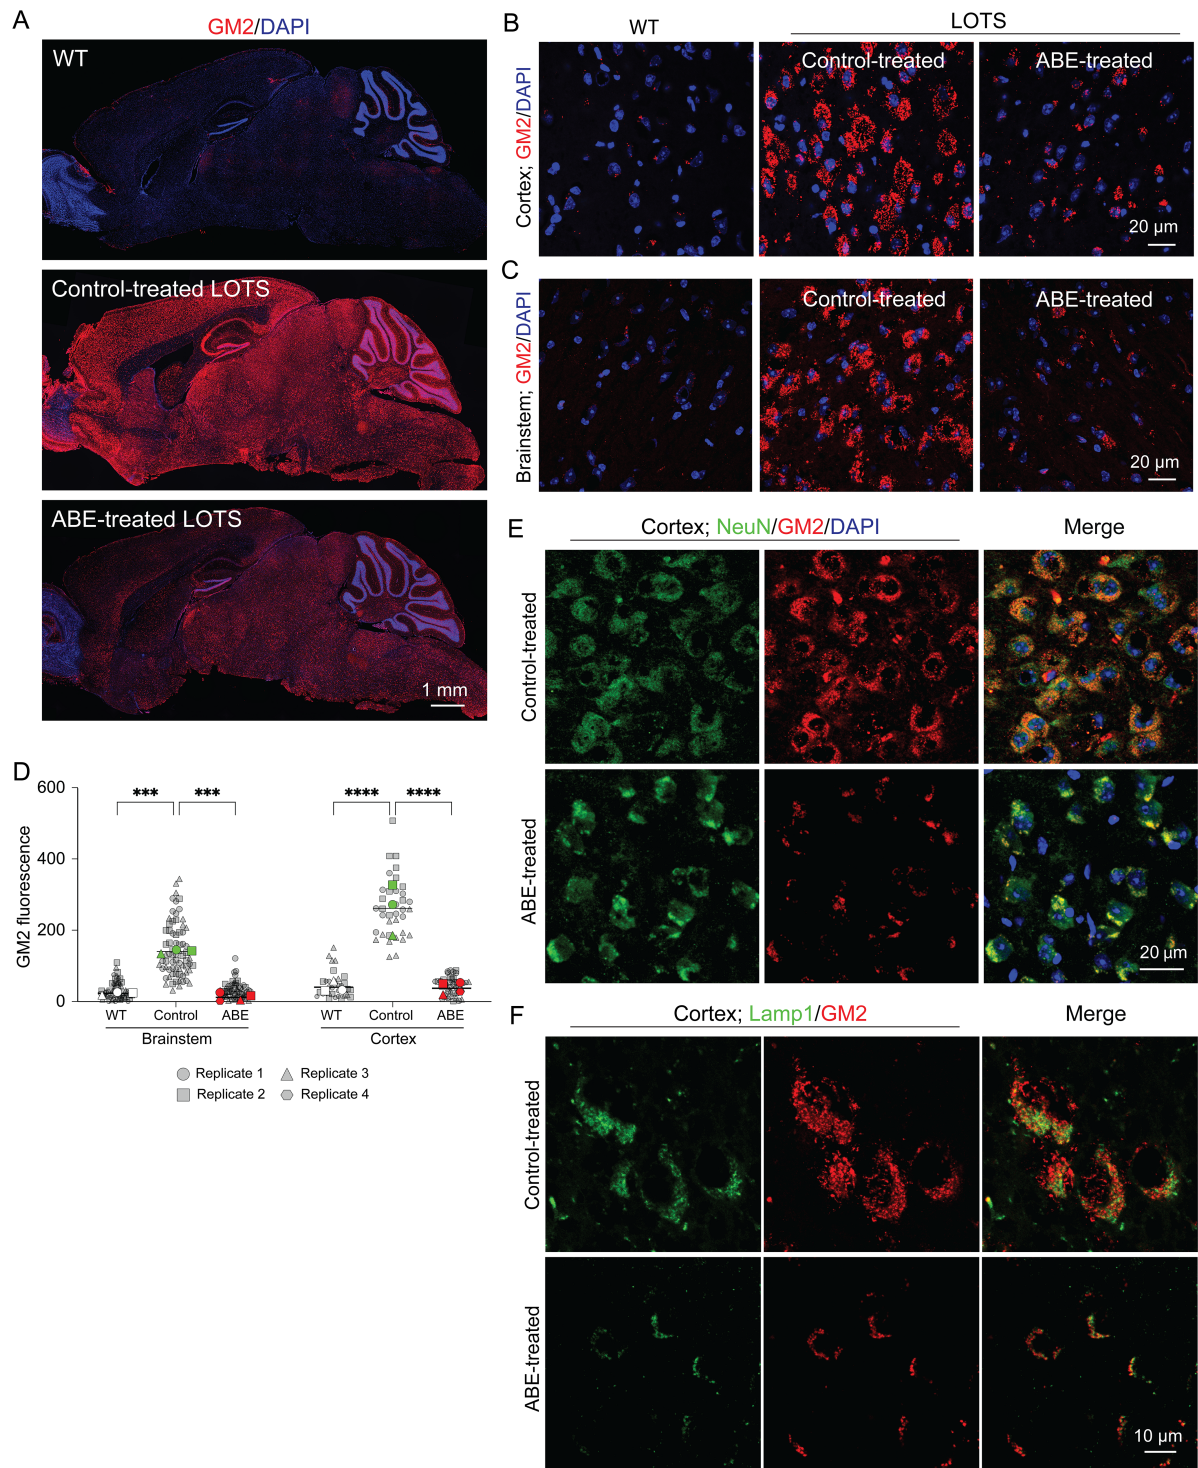 A
GM2/DAPI
WT
Control-treated LOTS
ABE-treated LOTS
1 mm
B
WT
LOTS
Cortex; GM2/DAPI
Control-treated
ABE-treated
20 µm
C
Brainstem; GM2/DAPI
Control-treated
ABE-treated
20 µm
D
GM2 fluorescence
600
400
200
0
*** *** **** ****
WT Control ABE WT Control ABE
Brainstem Cortex
Replicate 1 Replicate 3
Replicate 2 Replicate 4
E
Cortex; NeuN/GM2/DAPI Merge
Control-treated
ABE-treated
20 µm
F
Cortex; Lamp1/GM2 Merge
Control-treated
ABE-treated
10 µm